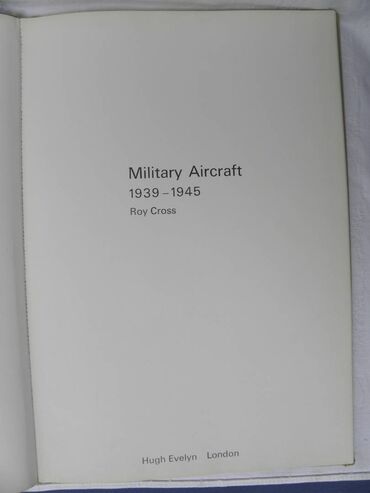 Military Aircraft
1939–1945
Roy Cross
Hugh Evelyn London